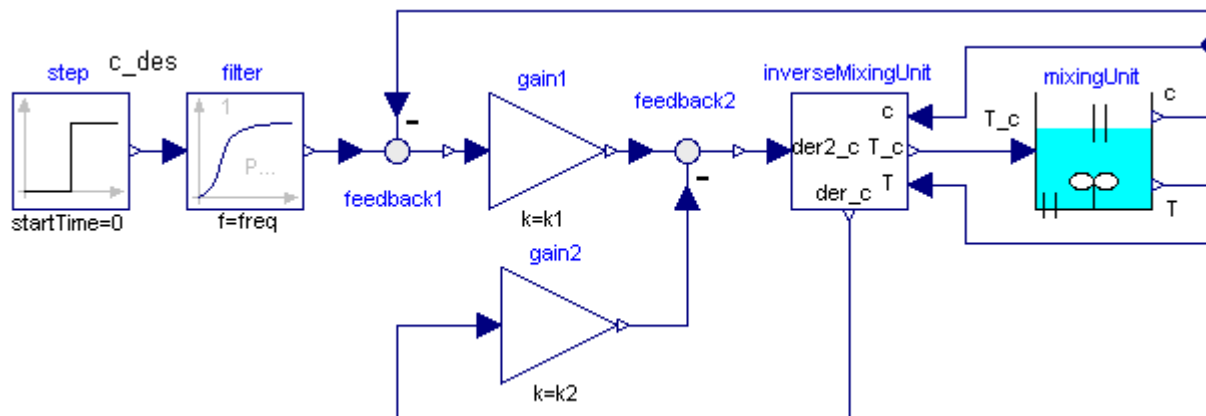 c_des
step
filter
gain1
inverseMixingUnit
mixingUnit
feedback2
1
c
c
T_c
P...
der2_c
T_c
T
T
feedback1
der_c
startTime=0
f=freq
k=k1
gain2
k=k2
-
-